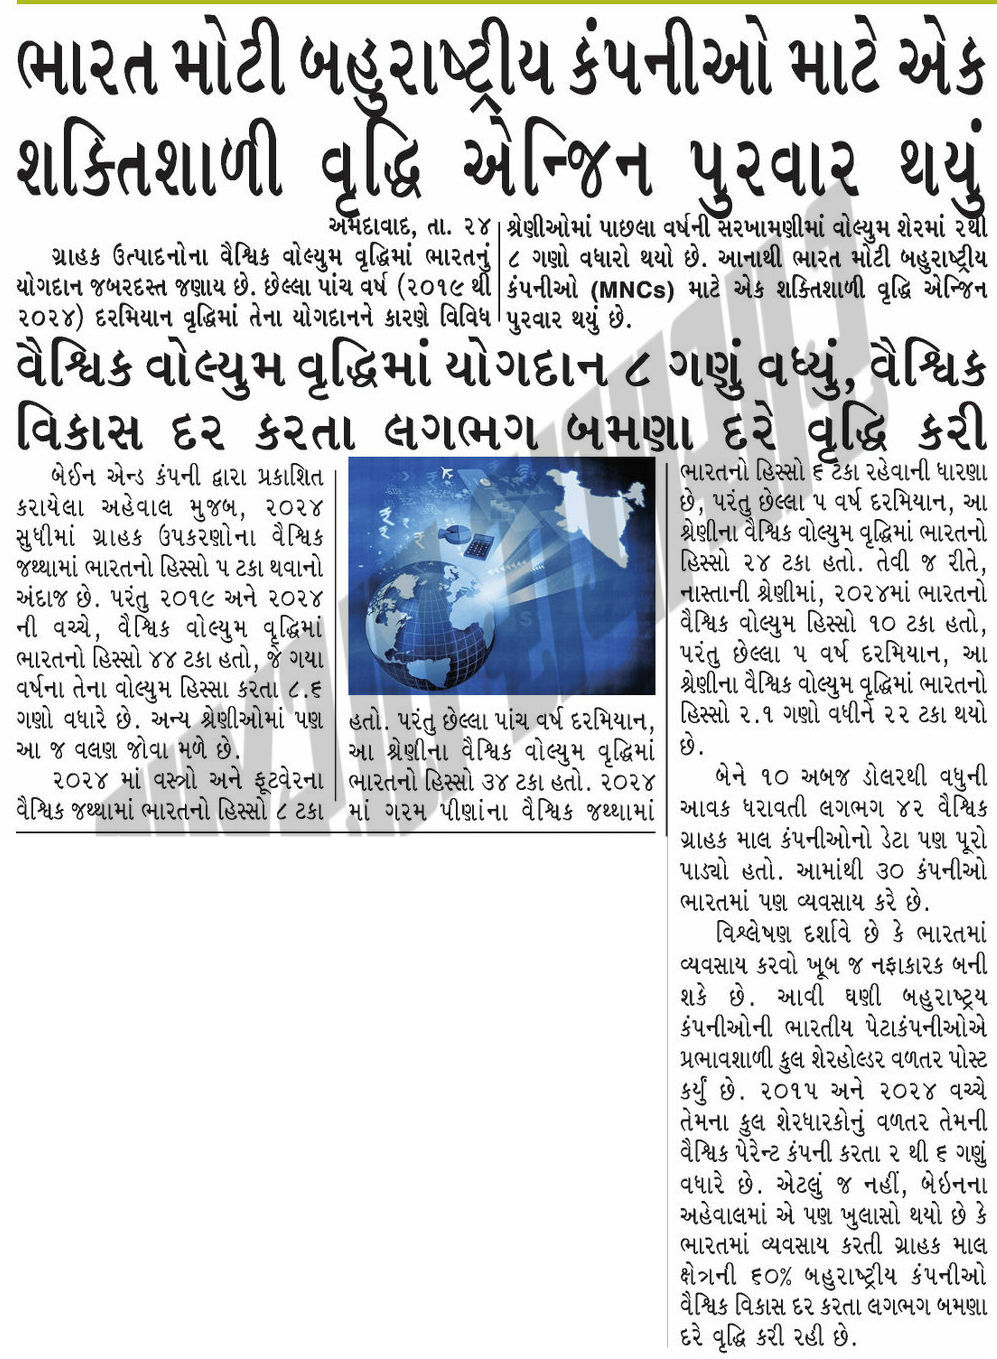 ભારત મોટી બહુરાષ્ટ્રીય કંપનીઓ માટે એક
શક્તિશાળી વૃદ્ધિ એન્જિન પુરવાર થયું
અમદાવાદ, તા. ૨૪
ગ્રાહક ઉત્પાદનોના વૈશ્વિક વોલ્યુમ વૃદ્ધિમાં ભારતનું
યોગદાન જબરદસ્ત જણાય છે. છેલ્લા પાંચ વર્ષ (૨૦૧૯ થી
૨૦૨૪) દરમિયાન વૃદ્ધિમાં તેના યોગદાનને કારણે વિવિધ
શ્રેણીઓમાં પાછલા વર્ષની સરખામણીમાં વોલ્યુમ શેરમાં ૨થી
૮ ગણો વધારો થયો છે. આનાથી ભારત મોટી બહુરાષ્ટ્રીય
કંપનીઓ (MNCs) માટે એક શક્તિશાળી વૃદ્ધિ એન્જિન
પુરવાર થયું છે.
વૈશ્વિક વોલ્યુમ વૃદ્ધિમાં યોગદાન ૮ ગણું વધ્યું, વૈશ્વિક
વિકાસ દર કરતા લગભગ બમણા દરે વૃદ્ધિ કરી
બેઈન એન્ડ કંપની દ્વારા પ્રકાશિત
કરાયેલા અહેવાલ મુજબ, ૨૦૨૪
સુધીમાં ગ્રાહક ઉપકરણોના વૈશ્વિક
જથ્થામાં ભારતનો હિસ્સો ૫ ટકા થવાનો
અંદાજ છે. પરંતુ ૨૦૧૯ અને ૨૦૨૪
ની વચ્ચે, વૈશ્વિક વોલ્યુમ વૃદ્ધિમાં
ભારતનો હિસ્સો ૪૪ ટકા હતો, જે ગયા
વર્ષના તેના વોલ્યુમ હિસ્સા કરતા ૮.૬
ગણો વધારે છે. અન્ય શ્રેણીઓમાં પણ
આ જ વલણ જોવા મળે છે.
૨૦૨૪ માં વસ્ત્રો અને ફૂટવેરના
વૈશ્વિક જથ્થામાં ભારતનો હિસ્સો ૮ ટકા
હતો. પરંતુ છેલ્લા પાંચ વર્ષ દરમિયાન,
આ શ્રેણીના વૈશ્વિક વોલ્યુમ વૃદ્ધિમાં
ભારતનો હિસ્સો ૩૪ ટકા હતો. ૨૦૨૪
માં ગરમ પીણાંના વૈશ્વિક જથ્થામાં
ભારતનો હિસ્સો ૬ ટકા રહેવાની ધારણા
છે, પરંતુ છેલ્લા ૫ વર્ષ દરમિયાન, આ
શ્રેણીના વૈશ્વિક વોલ્યુમ વૃદ્ધિમાં ભારતનો
હિસ્સો ૨૪ ટકા હતો. તેવી જ રીતે,
નાસ્તાની શ્રેણીમાં, ૨૦૨૪માં ભારતનો
વૈશ્વિક વોલ્યુમ હિસ્સો ૧૦ ટકા હતો,
પરંતુ છેલ્લા ૫ વર્ષ દરમિયાન, આ
શ્રેણીના વૈશ્વિક વોલ્યુમ વૃદ્ધિમાં ભારતનો
હિસ્સો ૨.૧ ગણો વધીને ૨૨ ટકા થયો
છે.
બેને ૧૦ અબજ ડોલરથી વધુની
આવક ધરાવતી લગભગ ૪૨ વૈશ્વિક
ગ્રાહક માલ કંપનીઓનો ડેટા પણ પૂરો
પાડ્યો હતો. આમાંથી ૩૦ કંપનીઓ
ભારતમાં પણ વ્યવસાય કરે છે.
વિશ્લેષણ દર્શાવે છે કે ભારતમાં
વ્યવસાય કરવો ખૂબ જ નફાકારક બની
શકે છે. આવી ઘણી બહુરાષ્ટ્રય
કંપનીઓની ભારતીય પેટાકંપનીઓએ
પ્રભાવશાળી કુલ શેરહોલ્ડર વળતર પોસ્ટ
કર્યું છે. ૨૦૧૫ અને ૨૦૨૪ વચ્ચે
તેમના કુલ શેરધારકોનું વળતર તેમની
વૈશ્વિક પેરેન્ટ કંપની કરતા ૨ થી ૬ ગણું
વધારે છે. એટલું જ નહીં, બેઇનના
અહેવાલમાં એ પણ ખુલાસો થયો છે કે
ભારતમાં વ્યવસાય કરતી ગ્રાહક માલ
ક્ષેત્રાની ૬૦% બહુરાષ્ટ્રીય કંપનીઓ
વૈશ્વિક વિકાસ દર કરતા લગભગ બમણા
દરે વૃદ્ધિ કરી રહી છે.